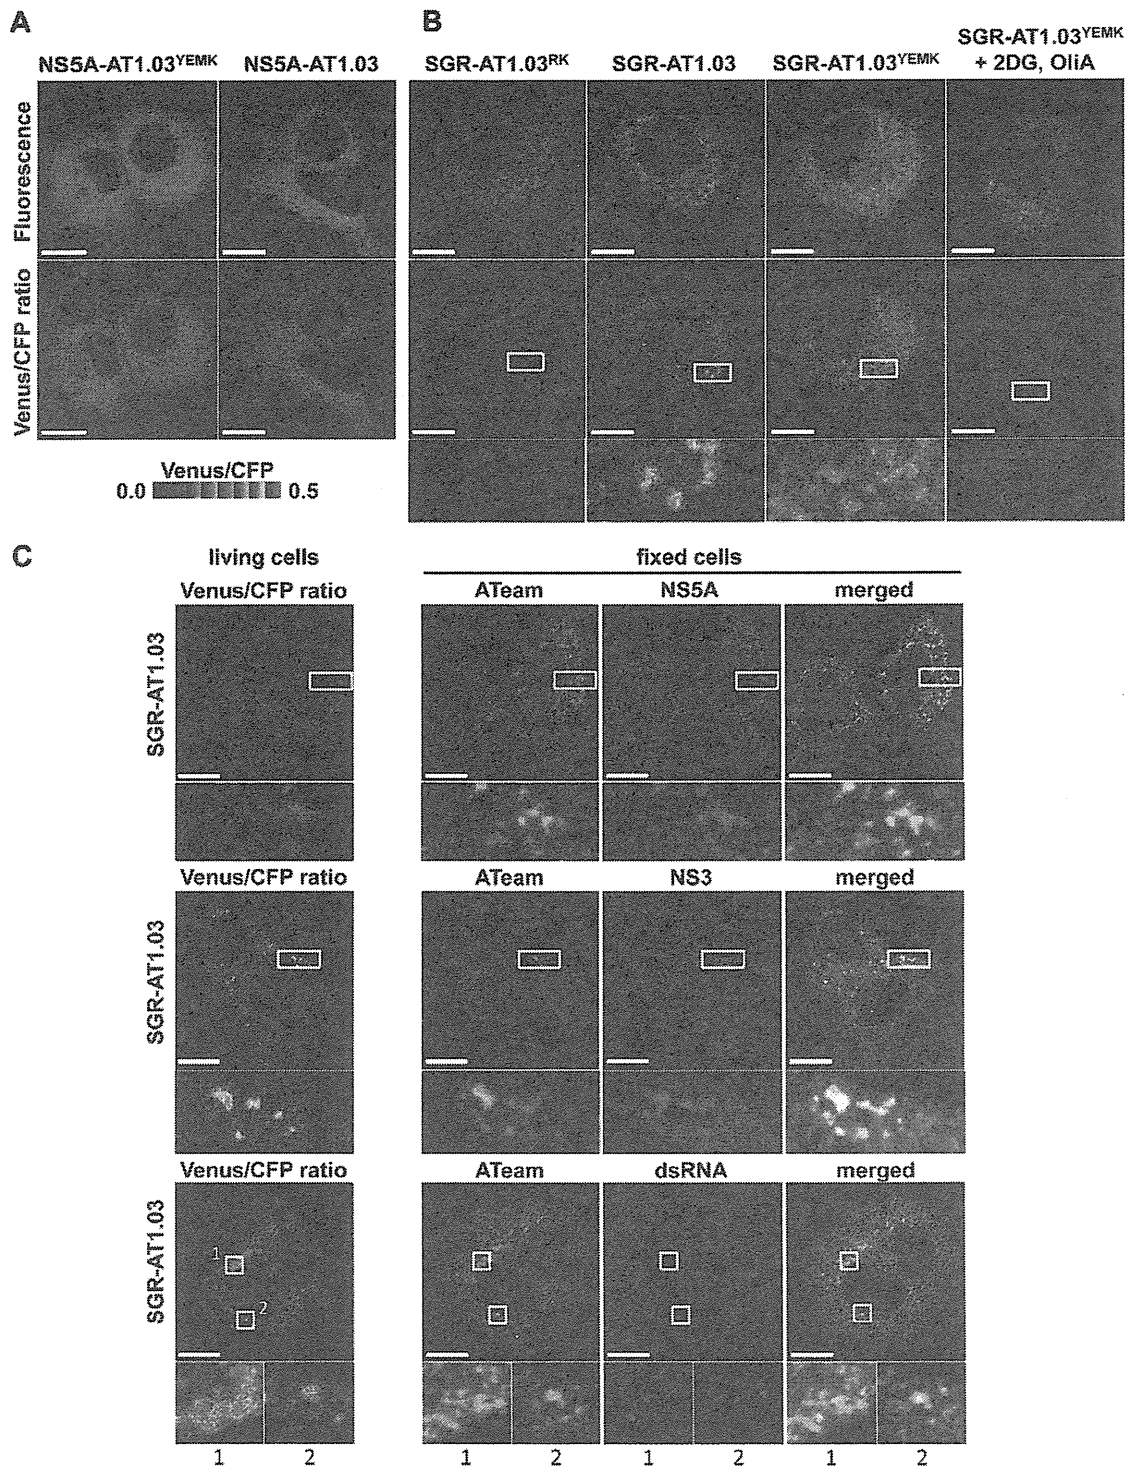 A
B
NS5A-AT1.03YEMK
NS5A-AT1.03
SGR-AT1.03RK
SGR-AT1.03
SGR-AT1.03YEMK
SGR-AT1.03YEMK
+ 2DG, OliA
Fluorescence
Venus/CFP ratio
Venus/CFP
0.0
0.5
C
living cells
fixed cells
Venus/CFP ratio
ATeam
NS5A
merged
SGR-AT1.03
Venus/CFP ratio
ATeam
NS3
merged
SGR-AT1.03
Venus/CFP ratio
ATeam
dsRNA
merged
SGR-AT1.03
1
2
1
2
1
2
1
2
1
2